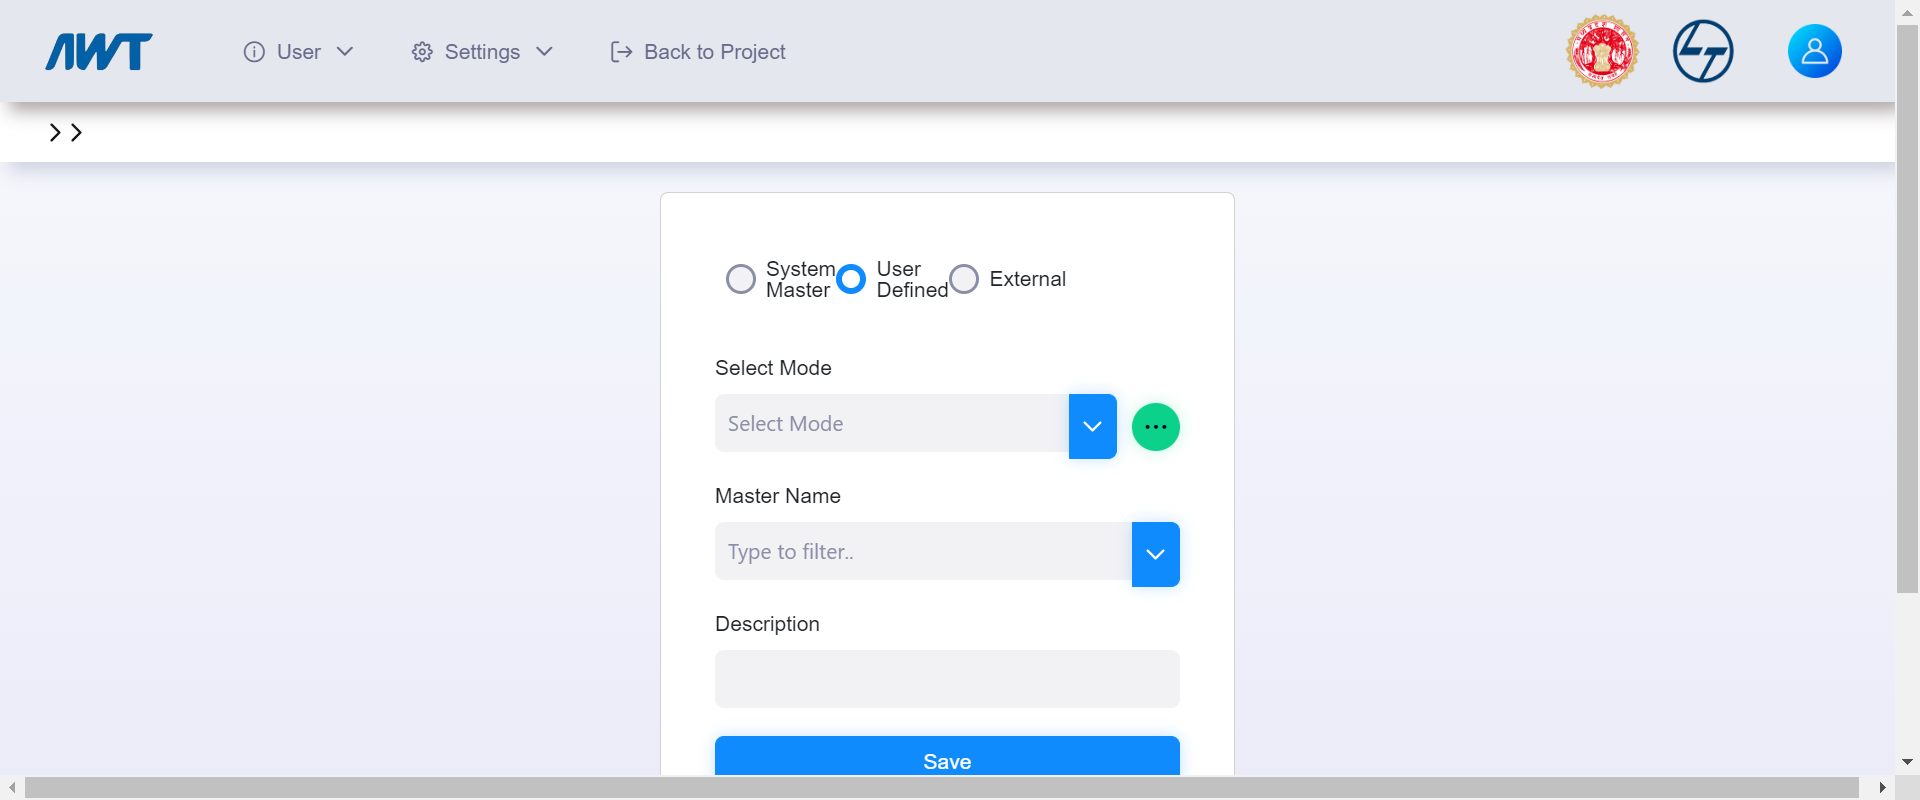 AWT
User
Settings
Back to Project
System
Master
User
Defined
External
Select Mode
Select Mode
Master Name
Type to filter..
Description
Save